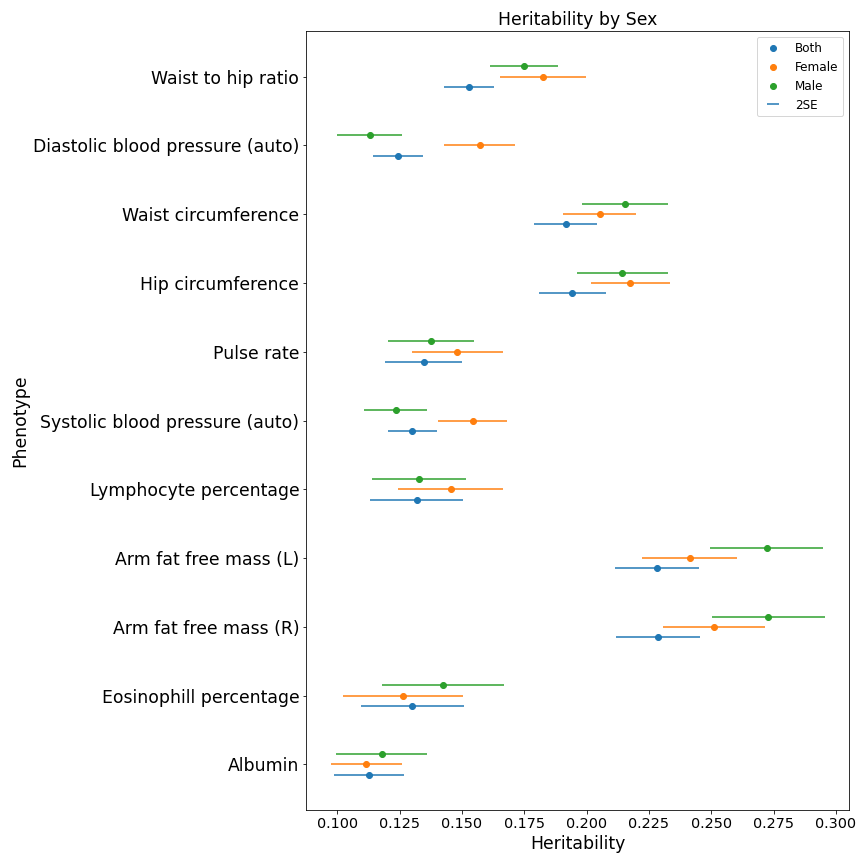 Heritability by Sex
Both
Female
Male
2SE
Waist to hip ratio
Diastolic blood pressure (auto)
Waist circumference
Hip circumference
Pulse rate
Systolic blood pressure (auto)
Lymphocyte percentage
Arm fat free mass (L)
Arm fat free mass (R)
Eosinophill percentage
Albumin
Phenotype
0.100 0.125 0.150 0.175 0.200 0.225 0.250 0.275 0.300
Heritability